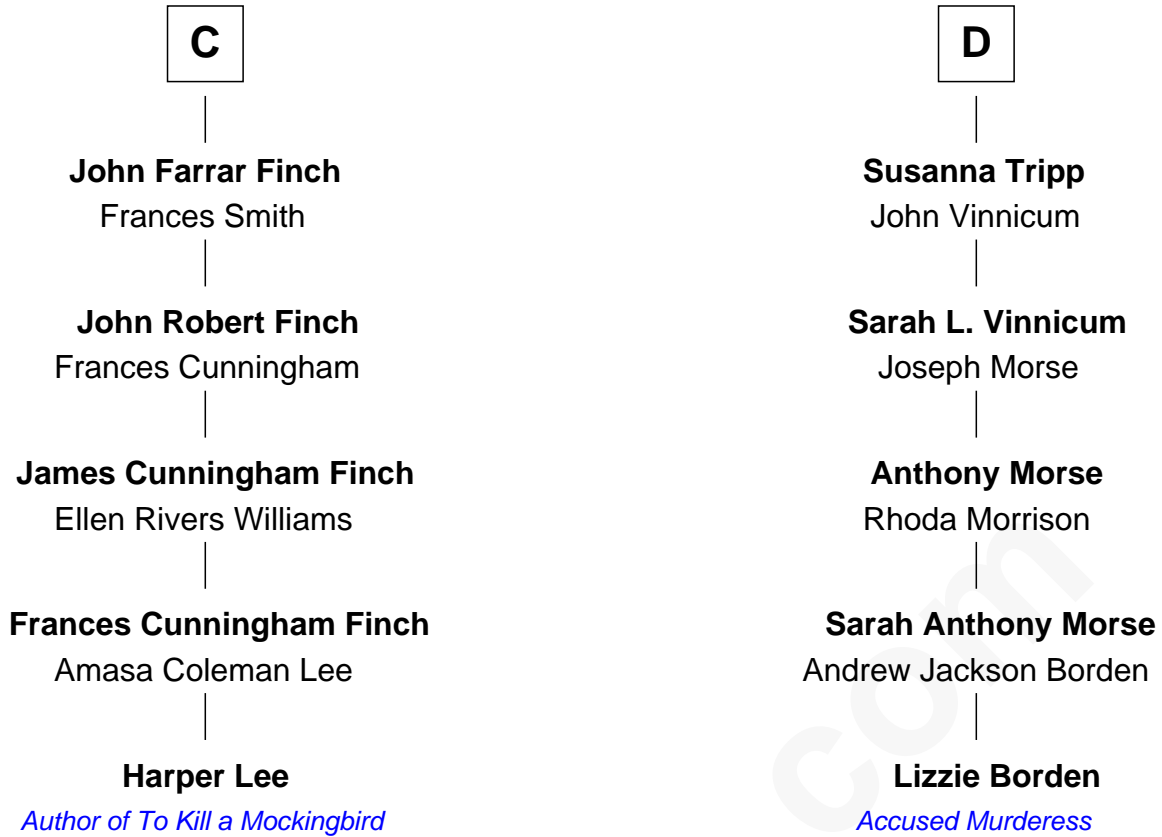 C
John Farrar Finch
Frances Smith
John Robert Finch
Frances Cunningham
James Cunningham Finch
Ellen Rivers Williams
Frances Cunningham Finch
Amasa Coleman Lee
Harper Lee
Author of To Kill a Mockingbird
D
Susanna Tripp
John Vinnicum
Sarah L. Vinnicum
Joseph Morse
Anthony Morse
Rhoda Morrison
Sarah Anthony Morse
Andrew Jackson Borden
Lizzie Borden
Accused Murderess
com